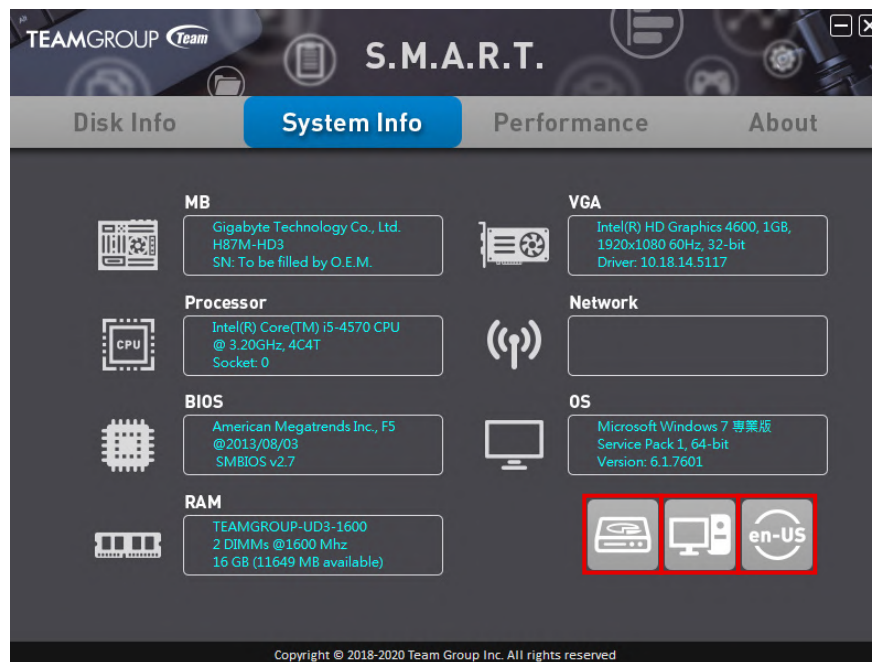 TEAMGROUP Team
S.M.A.R.T.
Disk Info System Info Performance About
MB
Gigabyte Technology Co., Ltd.
H87M-HD3
SN: To be filled by O.E.M.
VGA
Intel(R) HD Graphics 4600, 1GB,
1920x1080 60Hz, 32-bit
Driver: 10.18.14.5117
Processor
Intel(R) Core(TM) i5-4570 CPU
@ 3.20GHz, 4C4T
Socket: 0
CPU
Network
BIOS
American Megatrends Inc., F5
@2013/08/03
SMBIOS v2.7
OS
Microsoft Windows 7 專業版
Service Pack 1, 64-bit
Version: 6.1.7601
RAM
TEAMGROUP-UD3-1600
2 DIMMs @1600 Mhz
16 GB (11649 MB available)
en-US
Copyright © 2018-2020 Team Group Inc. All rights reserved